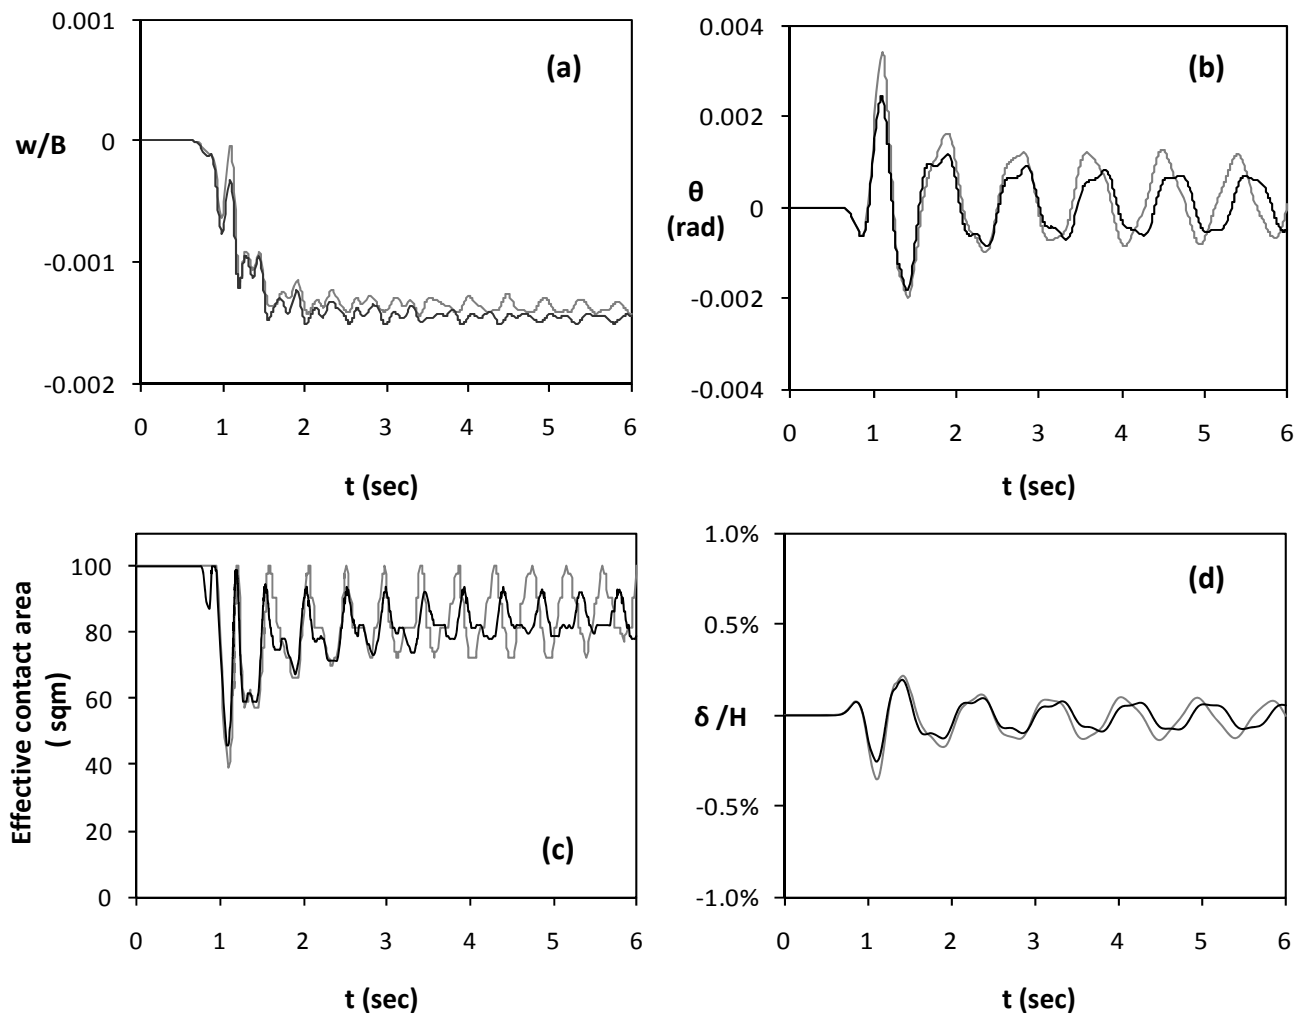 0.001
(a)
w/B
0
-0.001
-0.002
0 1 2 3 4 5 6
t (sec)
0.004
(b)
0.002
θ
(rad)
0
-0.002
-0.004
0 1 2 3 4 5 6
t (sec)
Effective contact area
( sqm)
100
80
60
40
20
0
(c)
0 1 2 3 4 5 6
t (sec)
1.0%
(d)
0.5%
δ /H
0.0%
-0.5%
-1.0%
0 1 2 3 4 5 6
t (sec)